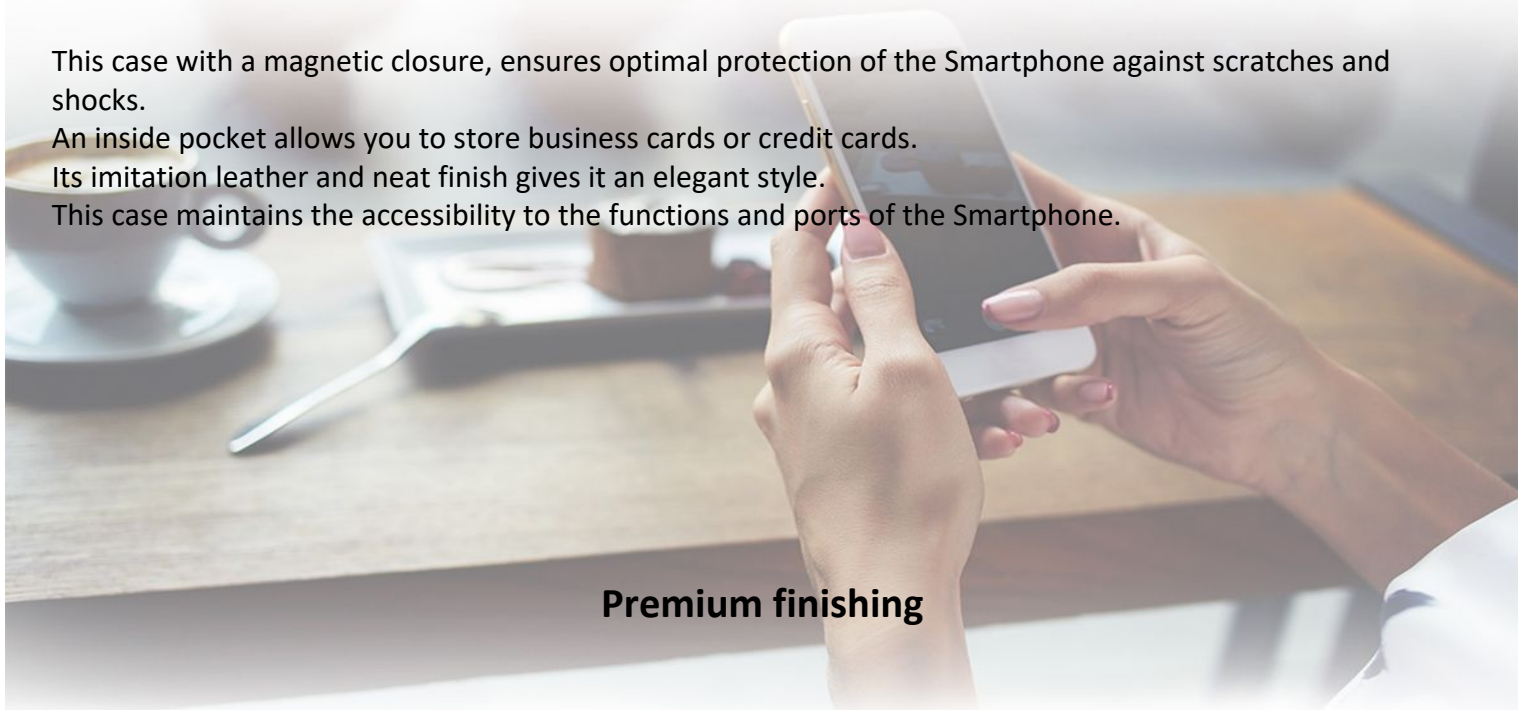 This case with a magnetic closure, ensures optimal protection of the Smartphone against scratches and
shocks.
An inside pocket allows you to store business cards or credit cards.
Its imitation leather and neat finish gives it an elegant style.
This case maintains the accessibility to the functions and ports of the Smartphone.
Premium finishing